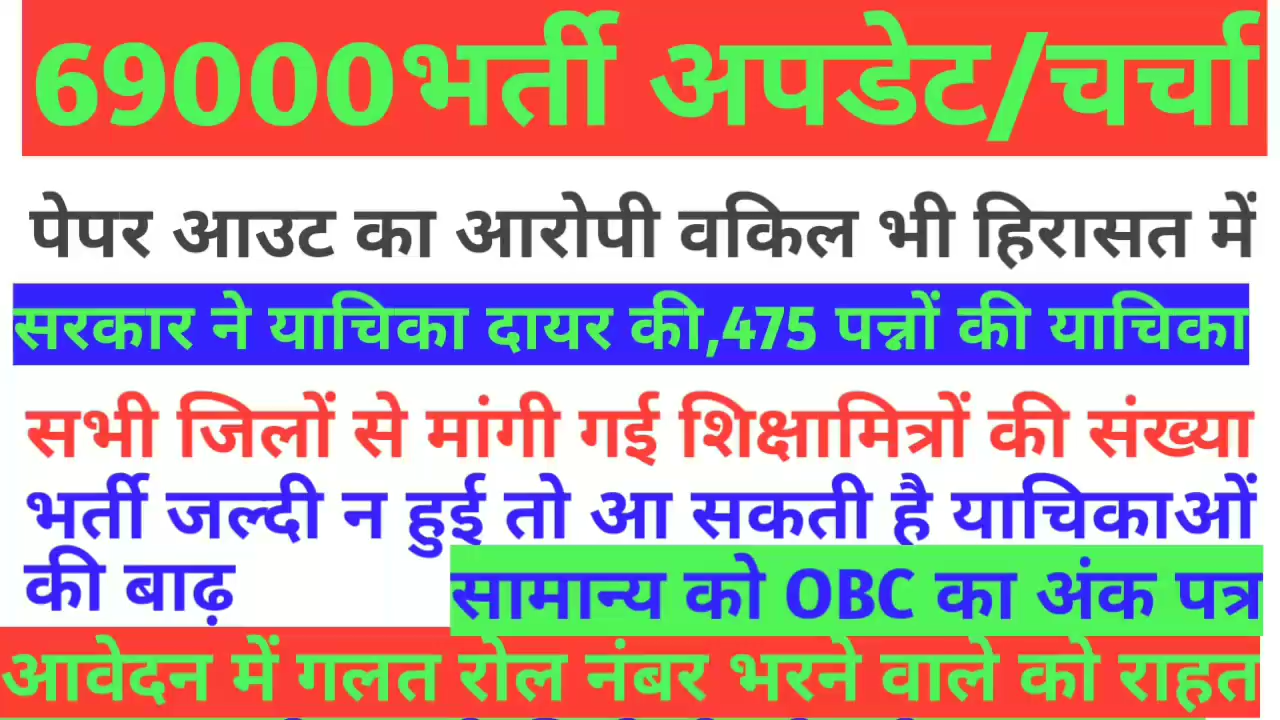 69000भर्ती अपडेट/चर्चा
पेपर आउट का आरोपी वकिल भी हिरासत में
सरकार ने याचिका दायर की,475 पन्नों की याचिका
सभी जिलों से मांगी गई शिक्षामित्रों की संख्या
भर्ती जल्दी न हुई तो आ सकती है याचिकाओं
की बाढ़
सामान्य को OBC का अंक पत्र
आवेदन में गलत रोल नंबर भरने वाले को राहत